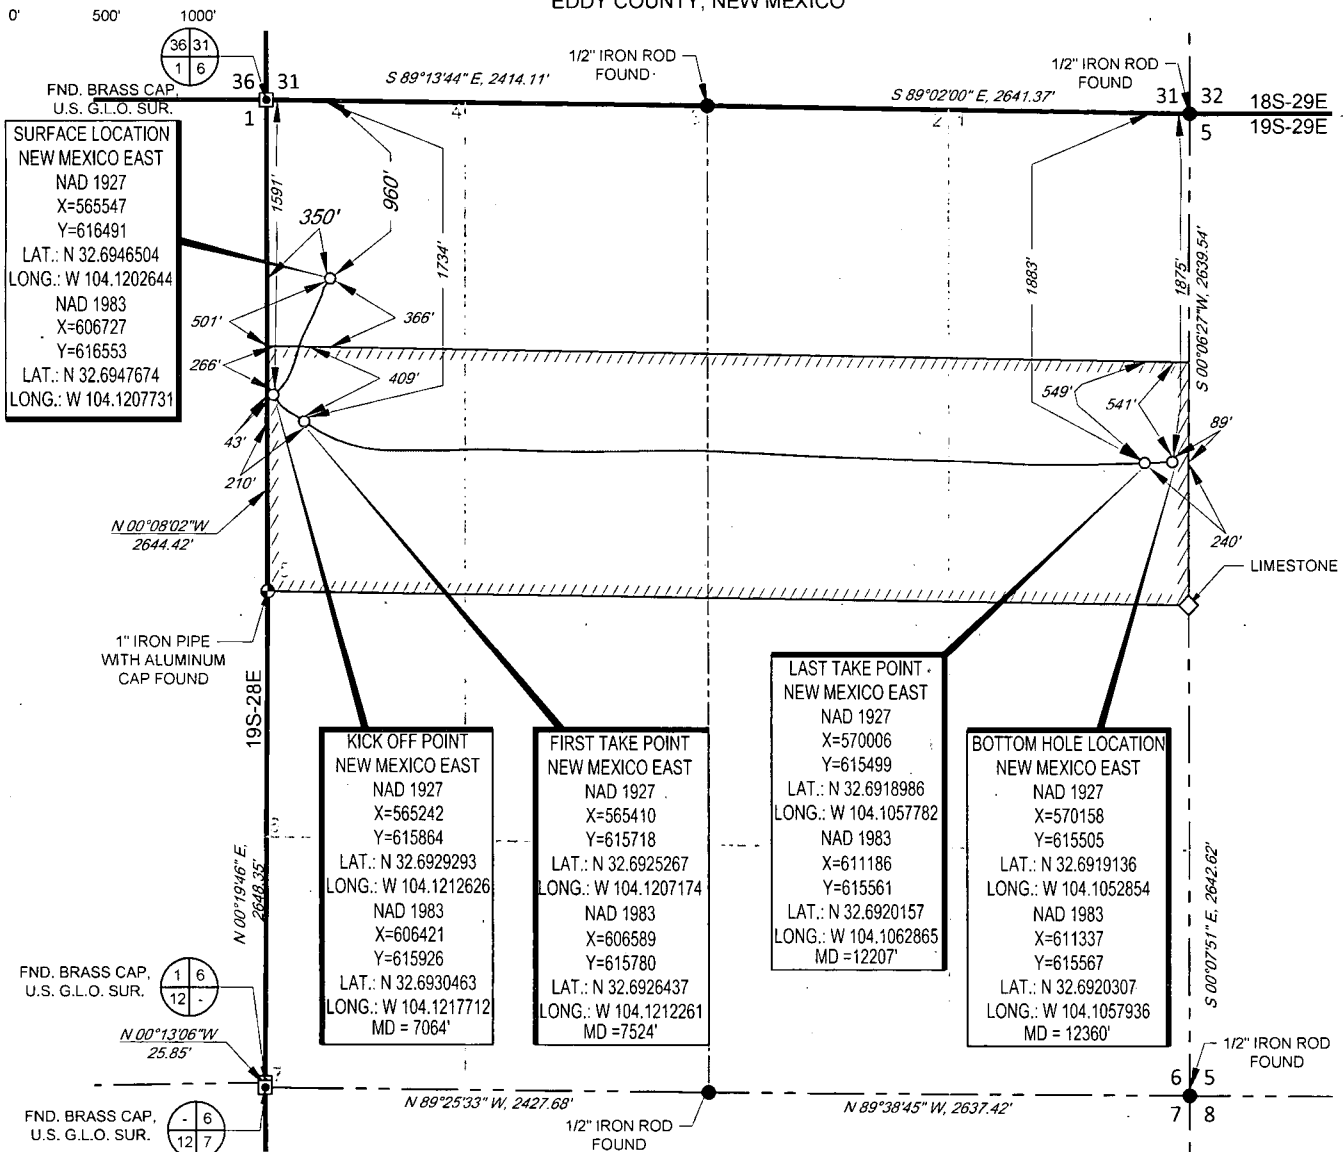 EDDY COUNTY, NEW MEXICO
0' 500' 1000'
36 31
1 6
FND. BRASS CAP,
U.S. G.L.O. SUR.
36 31
1
S 89°13'44" E, 2414.11'
1/2" IRON ROD
FOUND
S 89°02'00" E, 2641.37'
1/2" IRON ROD
FOUND
31 32
5
18S-29E
19S-29E
4
3
2 1
SURFACE LOCATION
NEW MEXICO EAST
NAD 1927
X=565547
Y=616491
LAT.: N 32.6946504
LONG.: W 104.1202644
NAD 1983
X=606727
Y=616553
LAT.: N 32.6947674
LONG.: W 104.1207731
1591'
350'
960'
1734'
1883'
1875'
S 00°06'27" W, 2639.54'
501'
366'
266'
409'
549'
541'
89'
43'
210'
240'
N 00°08'02" W
2644.42'
LIMESTONE
5
1" IRON PIPE
WITH ALUMINUM
CAP FOUND
19S-28E
KICK OFF POINT
NEW MEXICO EAST
NAD 1927
X=565242
Y=615864
LAT.: N 32.6929293
LONG.: W 104.1212626
NAD 1983
X=606421
Y=615926
LAT.: N 32.6930463
LONG.: W 104.1217712
MD = 7064'
FIRST TAKE POINT
NEW MEXICO EAST
NAD 1927
X=565410
Y=615718
LAT.: N 32.6925267
LONG.: W 104.1207174
NAD 1983
X=606589
Y=615780
LAT.: N 32.6926437
LONG.: W 104.1212261
MD =7524'
LAST TAKE POINT
NEW MEXICO EAST
NAD 1927
X=570006
Y=615499
LAT.: N 32.6918986
LONG.: W 104.1057782
NAD 1983
X=611186
Y=615561
LAT.: N 32.6920157
LONG.: W 104.1062865
MD =12207'
BOTTOM HOLE LOCATION
NEW MEXICO EAST
NAD 1927
X=570158
Y=615505
LAT.: N 32.6919136
LONG.: W 104.1052854
NAD 1983
X=611337
Y=615567
LAT.: N 32.6920307
LONG.: W 104.1057936
MD = 12360'
N 00°19'46" E,
2648.35'
S 00°07'51" E, 2642.62'
FND. BRASS CAP,
U.S. G.L.O. SUR.
1 6
12 -
N 00°13'06" W
25.85'
7
FND. BRASS CAP,
U.S. G.L.O. SUR.
- 6
12 7
N 89°25'33" W, 2427.68'
1/2" IRON ROD
FOUND
N 89°38'45" W, 2637.42'
1/2" IRON ROD
FOUND
6 5
7 8